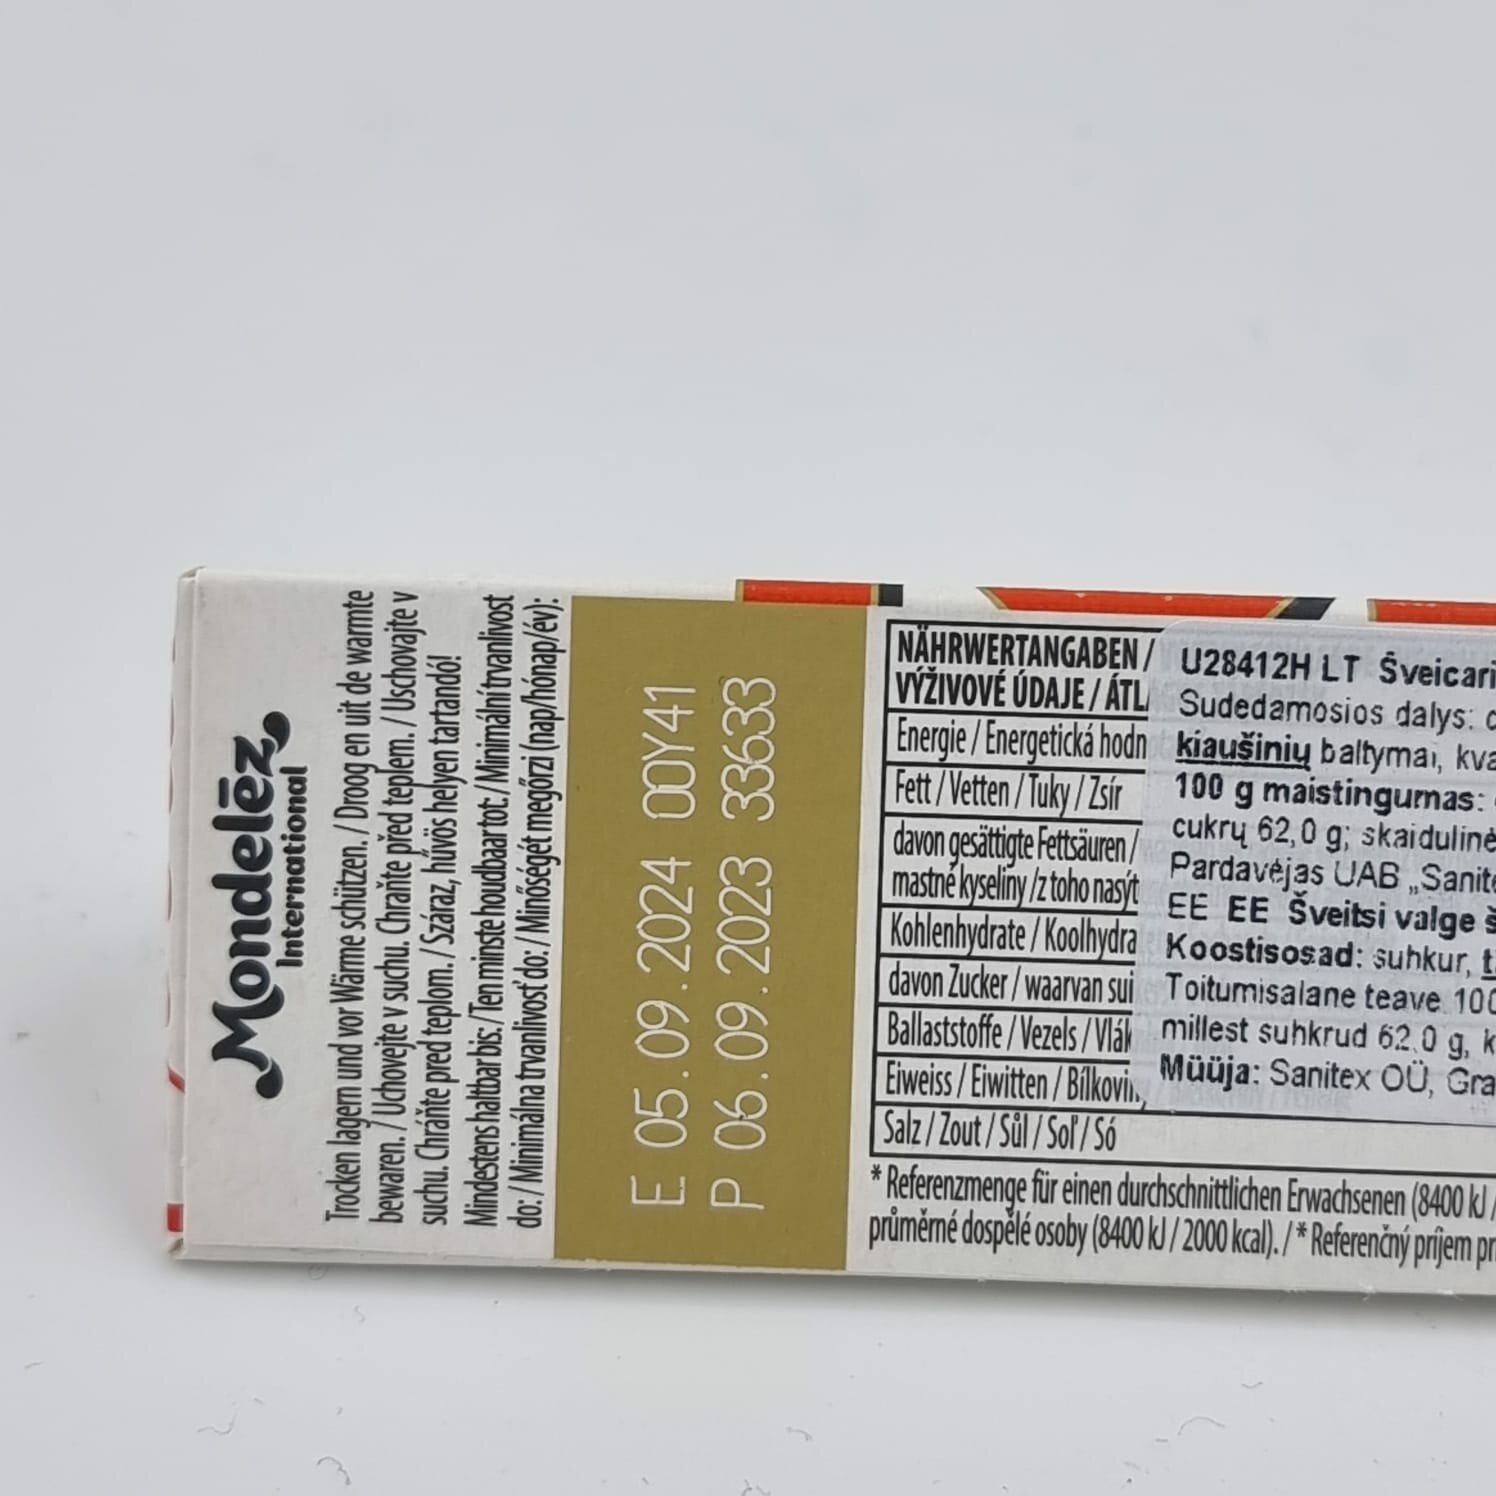 Mondelēz
International
Trocken lagern und vor Wärme schützen. / Droog en uit de warmte
bewaren. / Uchovejte v suchu. Chraňte před teplem. / Uschovajte v
suchu. Chráňte pred teplom. / Száraz, hűvös helyen tartandó!
Mindestens haltbar bis: / Ten minste houdbaar tot: / Minimální trvanlivost
do: / Minimálna trvanlivosť do: / Minőségét megőrzi (nap/hónap/év):
E 05.09.2024 00Y41
P 06.09.2023 33633
NÄHRWERTANGABEN /
VÝŽIVOVÉ ÚDAJE / ÁTL
Energie / Energetická hodn
Fett / Vetten / Tuky / Zsír
davon gesättigte Fettsäuren /
mastné kyseliny /z toho nasýt
Kohlenhydrate / Koolhydra
davon Zucker / waarvan sui
Ballaststoffe / Vezels / Vlák
Eiweiss / Eiwitten / Bílkovin
Salz / Zout / Sůl / Soľ / Só
* Referenzmenge für einen durchschnittlichen Erwachsenen (8400 kJ /
průměrné dospělé osoby (8400 kJ / 2000 kcal). / * Referenčný príjem pr
U28412H LT Šveicari
Sudedamosios dalys: c
kiaušinių baltymai, kva
100 g maistingumas:
cukrų 62,0 g; skaidulinė
Pardavėjas UAB „Sanite
EE EE Šveitsi valge š
Koostisosad: suhkur, t
Toitumisalane teave 100
millest suhkrud 62.0 g, k
Müüja: Sanitex OÜ, Gra